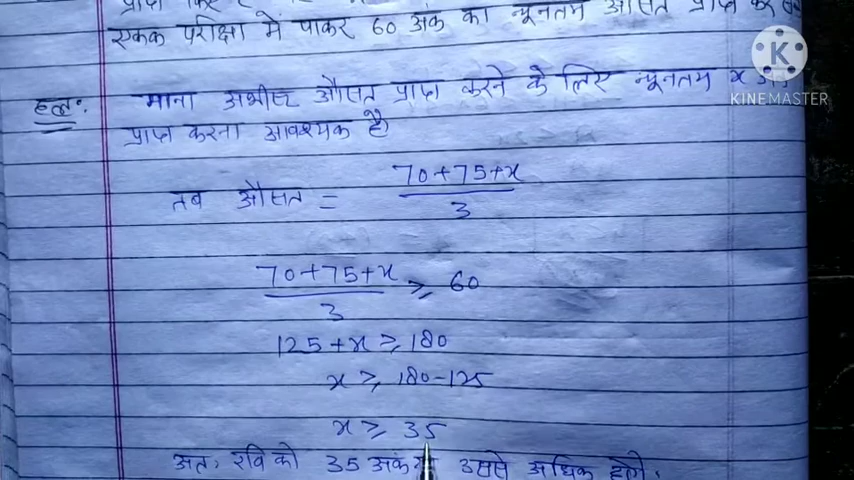 एकक परीक्षा में पाकर 60 अंक का न्यूनतम औसत प्राप्त कर
KINEMASTER
हल: माना अभीष्ट औसत प्राप्त करने के लिए न्यूनतम x
प्राप्त करना आवश्यक है
तब औसत = 70+75+x / 3
70+75+x / 3 ≥ 60
125+x ≥ 180
x ≥ 180-125
x ≥ 35
अतः रवि को 35 अंक या उससे अधिक होंगे।